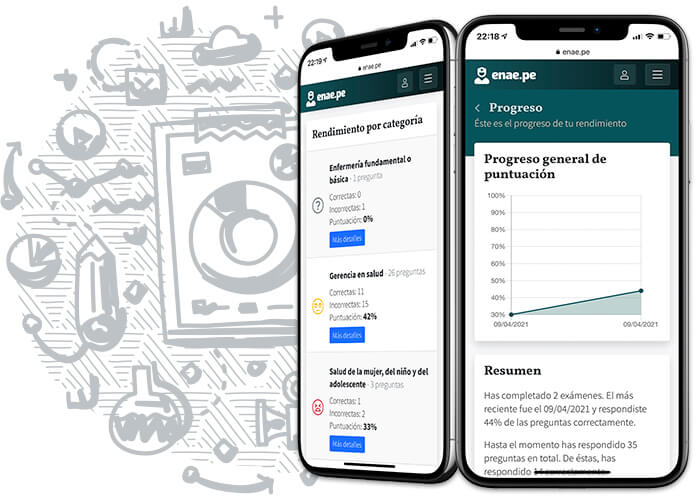 22:19
enae.pe
enae.pe
Rendimiento por categoría
Enfermería fundamental o
básica - 1 pregunta
Correctas: 0
Incorrectas: 1
Puntuación: 0%
Más detalles
Gerencia en salud - 26 preguntas
Correctas: 11
Incorrectas: 15
Puntuación: 42%
Más detalles
Salud de la mujer, del niño y del
adolescente - 3 preguntas
Correctas: 1
Incorrectas: 2
Puntuación: 33%
Más detalles
22:18
enae.pe
enae.pe
Progreso
Éste es el progreso de tu rendimiento
Progreso general de
puntuación
100%
90%
80%
70%
60%
50%
40%
30%
09/04/2021 09/04/2021
Resumen
Has completado 2 exámenes. El más
reciente fue el 09/04/2021 y respondiste
44% de las preguntas correctamente.
Hasta el momento has respondido 35
preguntas en total. De éstas, has
respondido